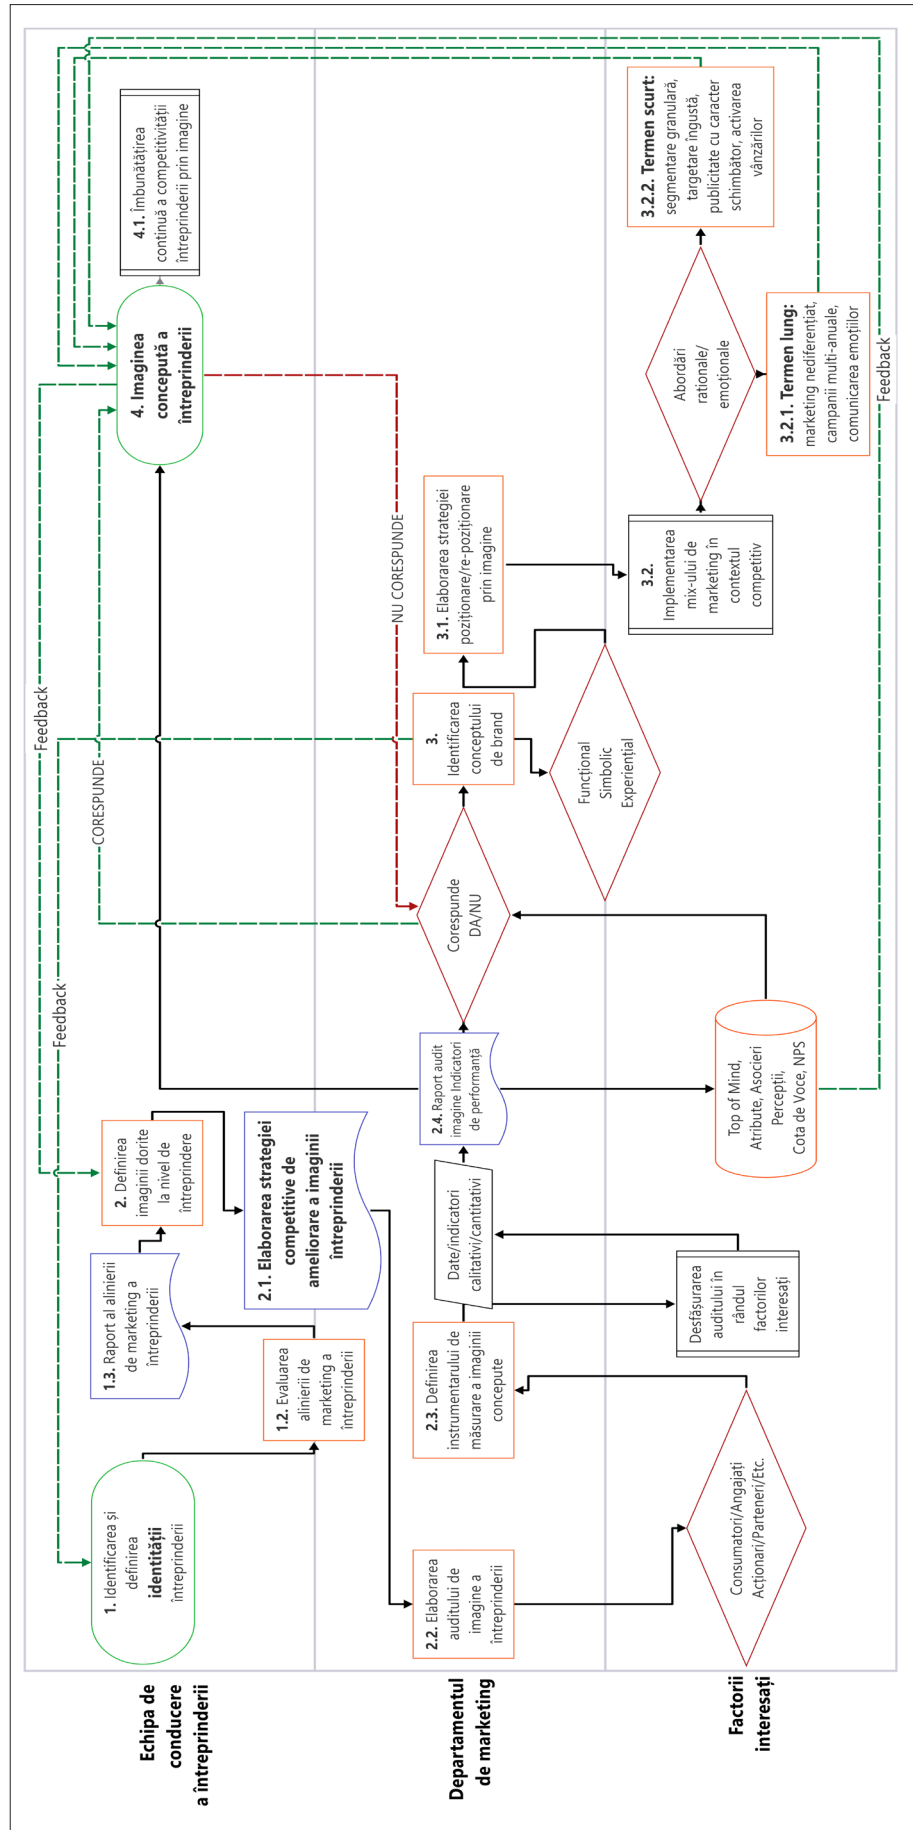 Echipa de
conducere
a întreprinderii
1. Identificarea și
definirea
identității
întreprinderii
1.2. Evaluarea
alinierii de
marketing a
întreprinderii
1.3. Raport al alinierii
de marketing a
întreprinderii
2. Definirea
imaginii dorite
la nivel de
întreprindere
2.1. Elaborarea strategiei
competitive de
ameliorare a imaginii
întreprinderii
Feedback
Feedback
CORESPUNDE
4. Imaginea
concepută a
întreprinderii
4.1. Îmbunătățirea
continuă a competitivității
întreprinderii prin imagine
NU CORESPUNDE
Departamentul
de marketing
2.2. Elaborarea
auditului de
imagine a
întreprinderii
2.3. Definirea
instrumentarului de
măsurare a imaginii
concepute
Date/indicatori
calitativi/cantitativi
2.4. Raport audit
imagine Indicatori
de performanță
Corespunde
DA/NU
3.
Identificarea
conceptului
de brand
3.1. Elaborarea strategiei
poziționare/re-poziționare
prin imagine
Funcțional
Simbolic
Experiențial
Factorii
interesați
Consumatori/Angajați
Acționari/Parteneri/Etc.
Desfășurarea
auditului în
rândul
factorilor
interesați
Top of Mind,
Atribute, Asocieri
Percepții,
Cota de Voce, NPS
3.2.
Implementarea
mix-ului de
marketing în
contextul
competitiv
Abordări
rationale/
emoționale
3.2.1. Termen lung:
marketing nediferențiat,
campanii multi-anuale,
comunicarea emoțiilor
3.2.2. Termen scurt:
segmentare granulară,
targetare îngustă,
publicitate cu caracter
schimbător, activarea
vânzărilor
Feedback